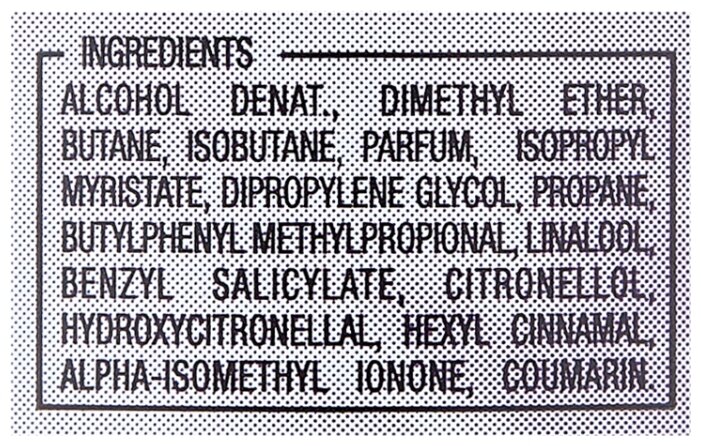 INGREDIENTS
ALCOHOL DENAT., DIMETHYL ETHER,
BUTANE, ISOBUTANE, PARFUM, ISOPROPYL
MYRISTATE, DIPROPYLENE GLYCOL, PROPANE,
BUTYLPHENYL METHYLPROPIONAL, LINALOOL,
BENZYL SALICYLATE, CITRONELLOL,
HYDROXYCITRONELLAL, HEXYL CINNAMAL,
ALPHA-ISOMETHYL IONONE, COUMARIN.